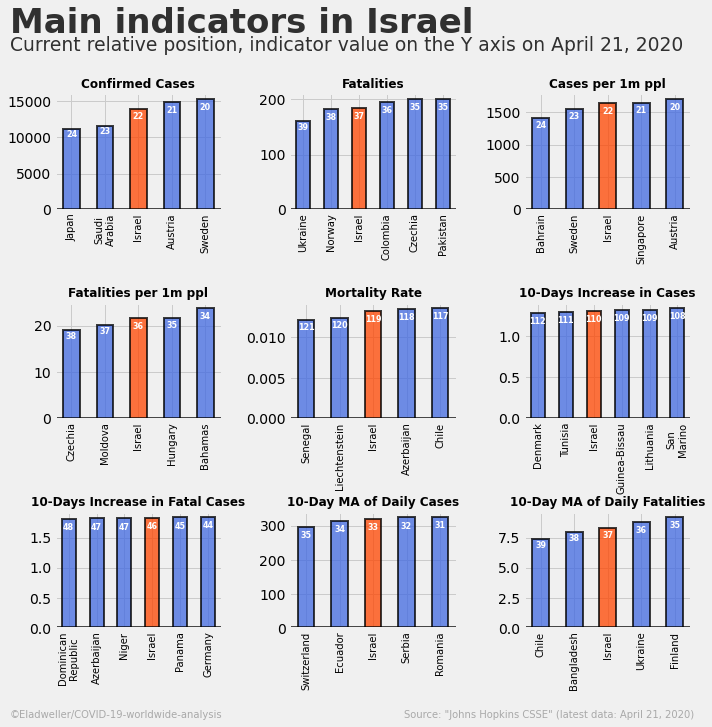 Main indicators in Israel
Current relative position, indicator value on the Y axis on April 21, 2020
Confirmed Cases
15000
10000
5000
0
24
23
22
21
20
Japan
Saudi
Arabia
Israel
Austria
Sweden
Fatalities
200
100
0
39
38
37
36
35
35
Ukraine
Norway
Israel
Colombia
Czechia
Pakistan
Cases per 1m ppl
1500
1000
500
0
24
23
22
21
20
Bahrain
Sweden
Israel
Singapore
Austria
Fatalities per 1m ppl
20
10
0
38
37
36
35
34
Czechia
Moldova
Israel
Hungary
Bahamas
Mortality Rate
0.010
0.005
0.000
121
120
119
118
117
Senegal
Liechtenstein
Israel
Azerbaijan
Chile
10-Days Increase in Cases
1.0
0.5
0.0
112
111
110
109
109
108
Denmark
Tunisia
Israel
Guinea-Bissau
Lithuania
San
Marino
10-Days Increase in Fatal Cases
1.5
1.0
0.5
0.0
48
47
47
46
45
44
Dominican
Republic
Azerbaijan
Niger
Israel
Panama
Germany
10-Day MA of Daily Cases
300
200
100
0
35
34
33
32
31
Switzerland
Ecuador
Israel
Serbia
Romania
10-Day MA of Daily Fatalities
7.5
5.0
2.5
0.0
39
38
37
36
35
Chile
Bangladesh
Israel
Ukraine
Finland
©Eladweller/COVID-19-worldwide-analysis
Source: "Johns Hopkins CSSE" (latest data: April 21, 2020)